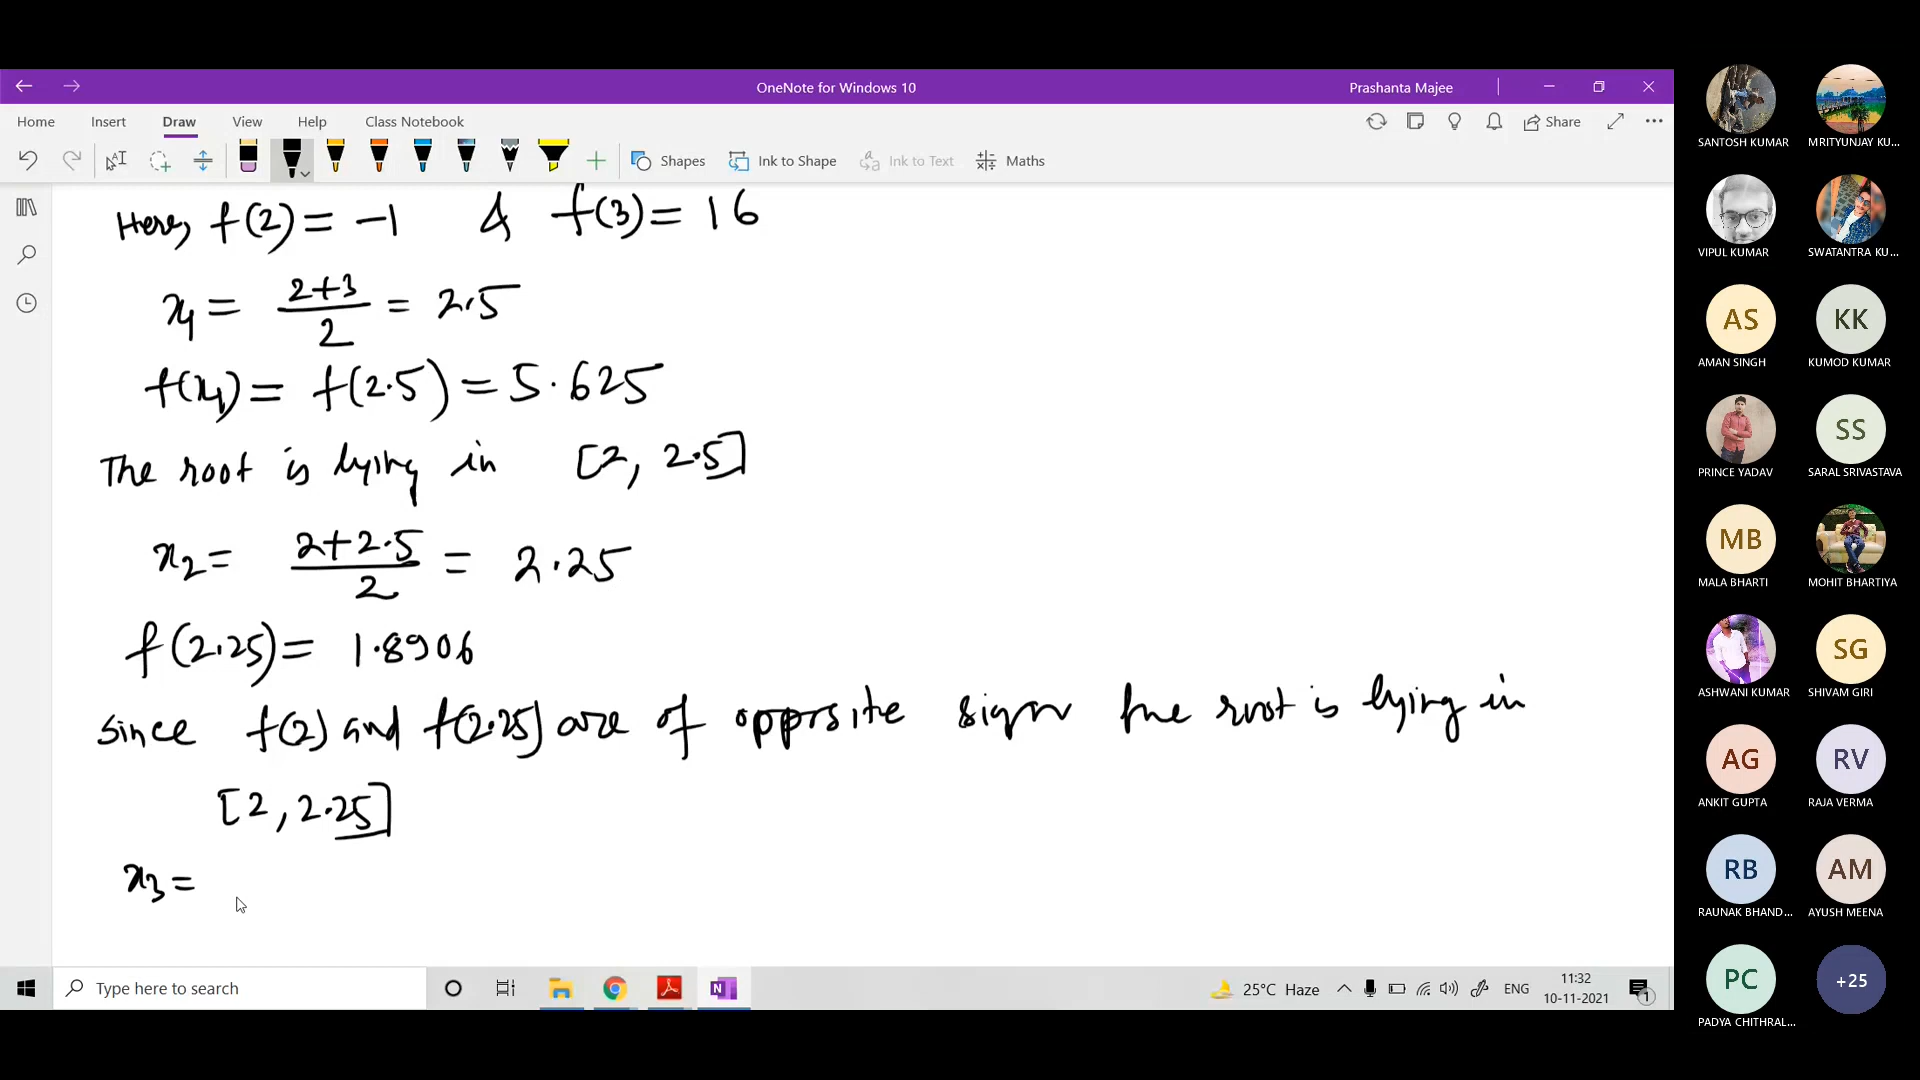 OneNote for Windows 10
Prashanta Majee
Home Insert Draw View Help Class Notebook
Share
Shapes Ink to Shape Ink to Text Maths
Here, f(2) = -1 & f(3) = 16
x₁ = (2+3)/2 = 2.5
f(x₁) = f(2.5) = 5.625
The root is lying in [2, 2.5]
x₂ = (2+2.5)/2 = 2.25
f(2.25) = 1.8906
since f(2) and f(2.25) are of opposite sign the root is lying in
[2, 2.25]
x₃ =
Type here to search
25°C Haze
ENG
11:32
10-11-2021
1
SANTOSH KUMAR
MRITYUNJAY KU...
VIPUL KUMAR
SWATANTRA KU...
AS
KK
AMAN SINGH
KUMOD KUMAR
SS
PRINCE YADAV
SARAL SRIVASTAVA
MB
MALA BHARTI
MOHIT BHARTIYA
SG
ASHWANI KUMAR
SHIVAM GIRI
AG
RV
ANKIT GUPTA
RAJA VERMA
RB
AM
RAUNAK BHAND...
AYUSH MEENA
PC
+25
PADYA CHITHRAL...